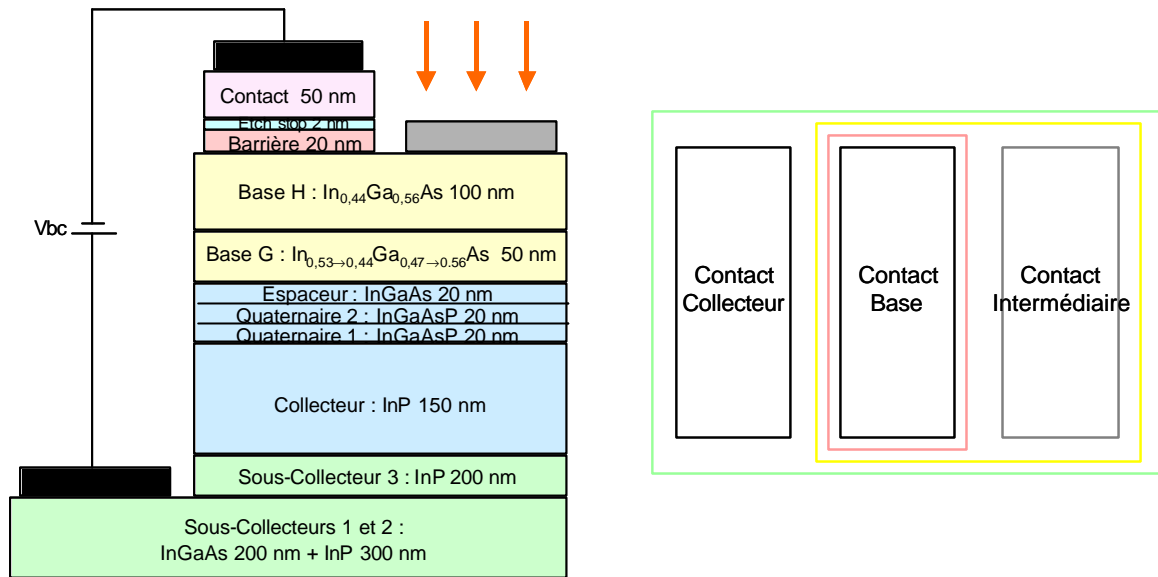 Contact 50 nm
Etch stop 2 nm
Barrière 20 nm
Base H : In0,44Ga0,56As 100 nm
Vbc
Base G : In0,53→0,44Ga0,47→0.56As 50 nm
Espaceur : InGaAs 20 nm
Quaternaire 2 : InGaAsP 20 nm
Quaternaire 1 : InGaAsP 20 nm
Collecteur : InP 150 nm
Sous-Collecteur 3 : InP 200 nm
Sous-Collecteurs 1 et 2 :
InGaAs 200 nm + InP 300 nm
Contact
Collecteur
Contact
Base
Contact
Intermédiaire